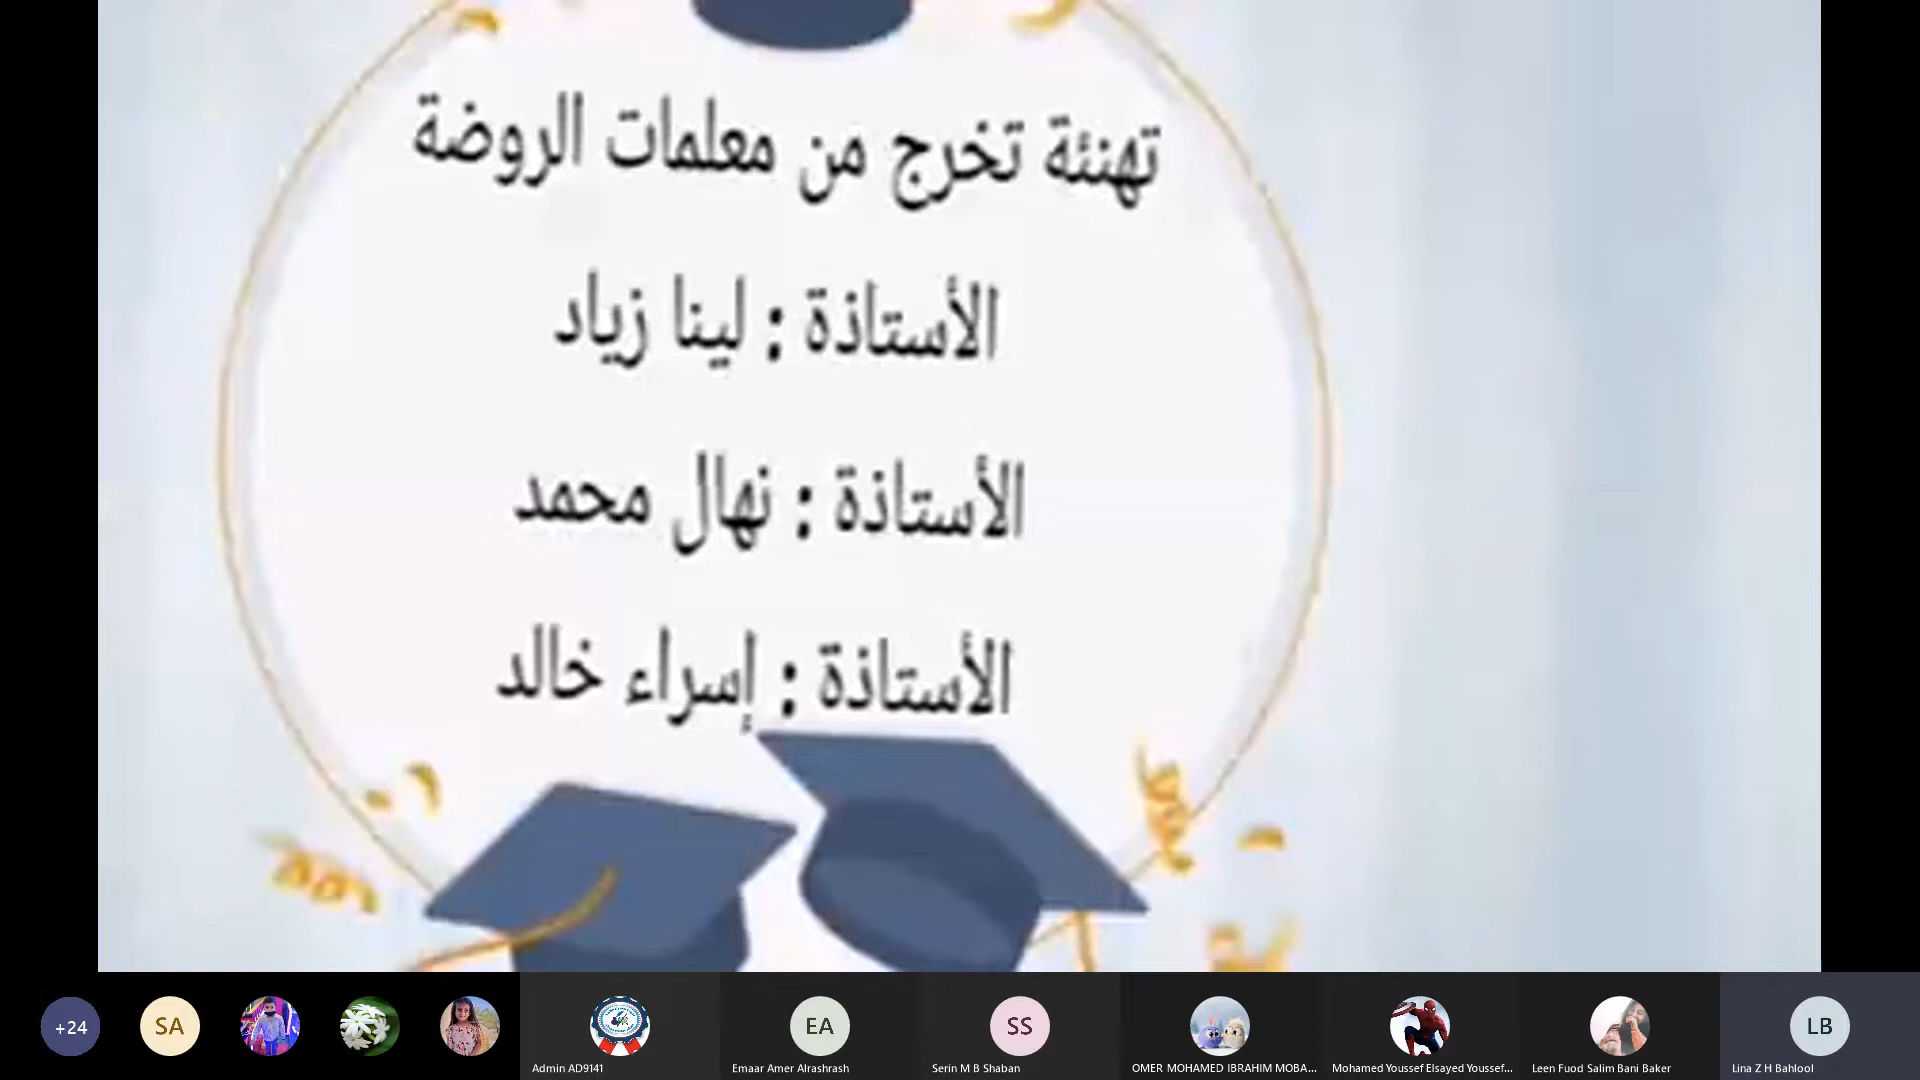 تهنئة تخرج من معلمات الروضة
الأستاذة : لينا زياد
الأستاذة : نهال محمد
الأستاذة : إسراء خالد
+24
SA
EA
SS
LB
Admin AD9141
Emaar Amer Alrashrash
Serin M B Shaban
OMER MOHAMED IBRAHIM MOBA...
Mohamed Youssef Elsayed Youssef...
Leen Fuod Salim Bani Baker
Lina Z H Bahlool